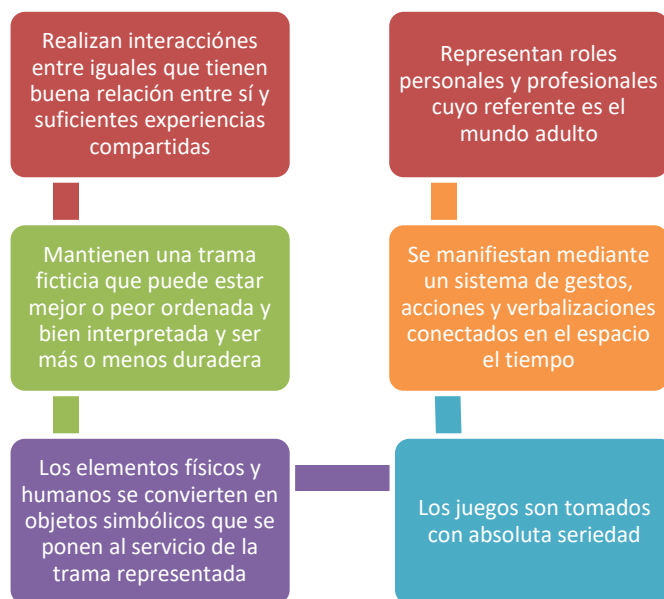 Realizan interacciónes
entre iguales que tienen
buena relación entre sí y
suficientes experiencias
compartidas
Mantienen una trama
ficticia que puede estar
mejor o peor ordenada y
bien interpretada y ser
más o menos duradera
Los elementos físicos y
humanos se convierten en
objetos simbólicos que se
ponen al servicio de la
trama representada
Los juegos son tomados
con absoluta seriedad
Se manifiestan mediante
un sistema de gestos,
acciones y verbalizaciones
conectados en el espacio
el tiempo
Representan roles
personales y profesionales
cuyo referente es el
mundo adulto